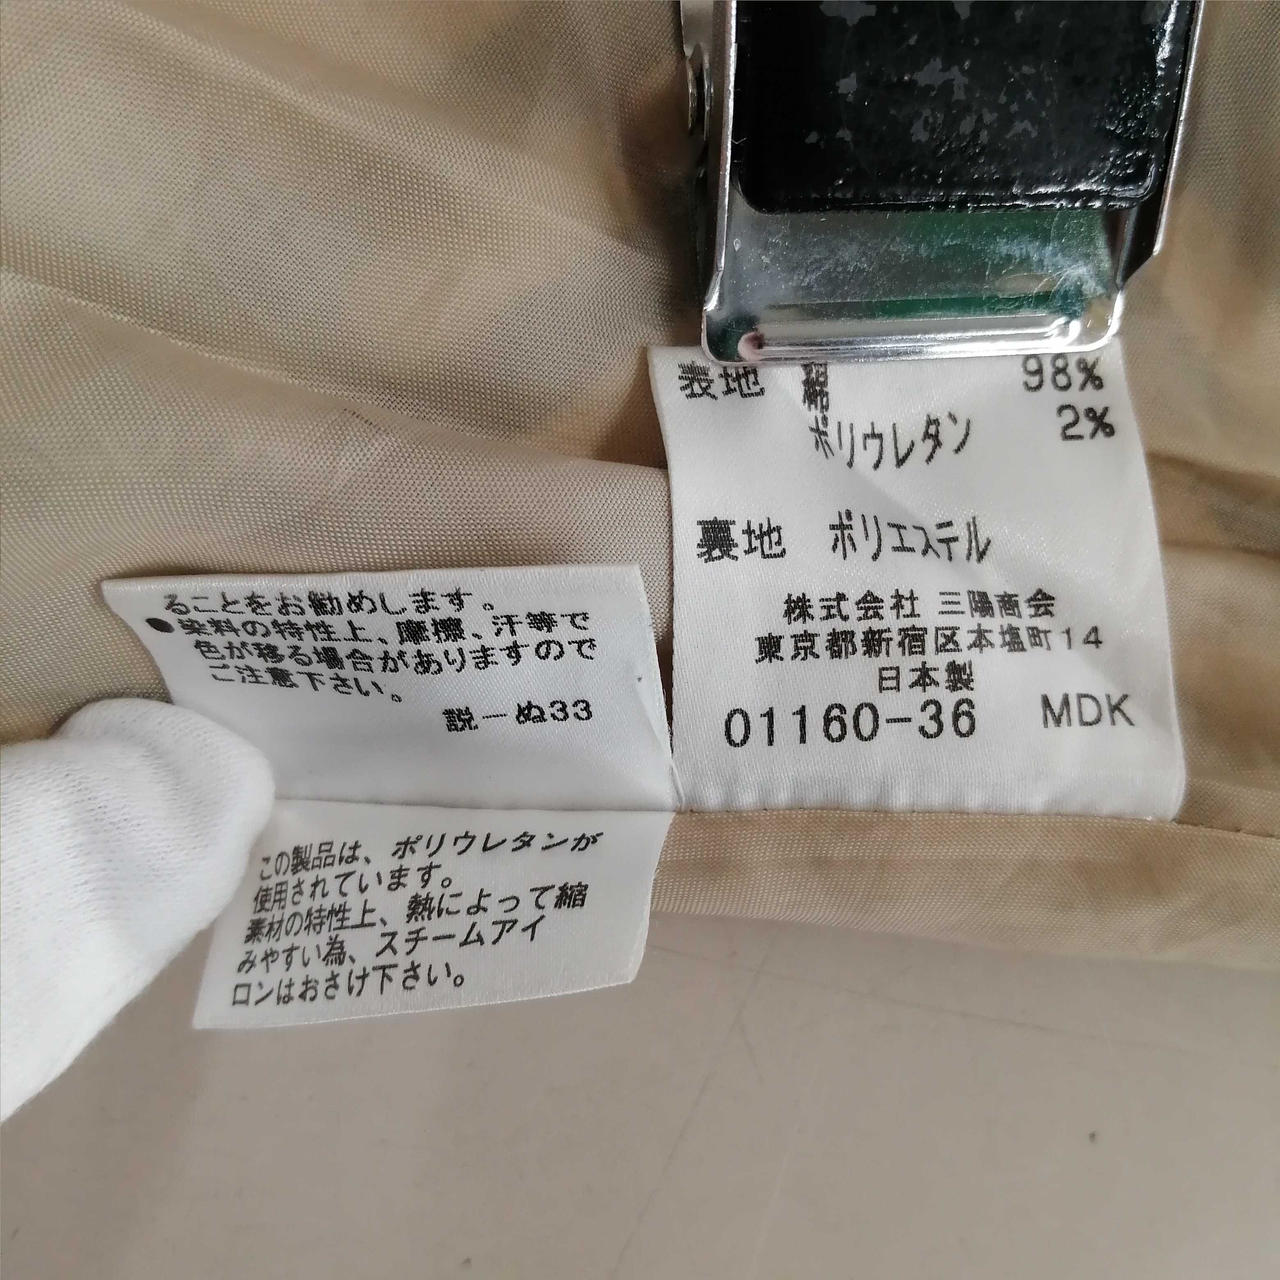 表地 綿 98%
ポリウレタン 2%
裏地 ポリエステル
株式会社 三陽商会
東京都新宿区本塩町14
日本製
01160-36 MDK
ることをお勧めします。
●染料の特性上、摩擦、汗等で
色が移る場合がありますので
ご注意下さい。
説-ぬ33
この製品は、ポリウレタンが
使用されています。
素材の特性上、熱によって縮
みやすい為、スチームアイ
ロンはおさけ下さい。